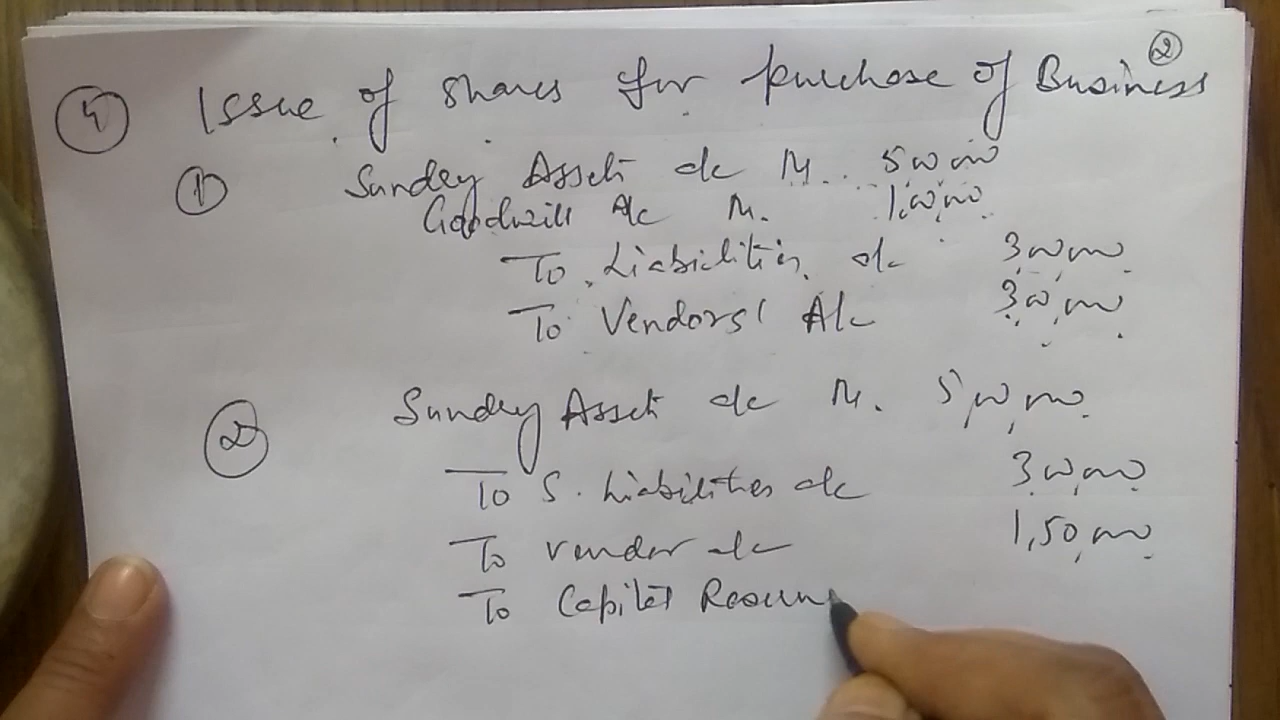 ②
④ Issue of shares for purchase of Business
① Sundry Assets a/c Dr. 5,00,000
Goodwill A/c Dr. 1,00,000
To Liabilities a/c 3,00,000
To Vendors' A/c 3,00,000
② Sundry Assets a/c Dr. 5,00,000
To S. Liabilities a/c 3,00,000
To vendor a/c 1,50,000
To Capital Reserv